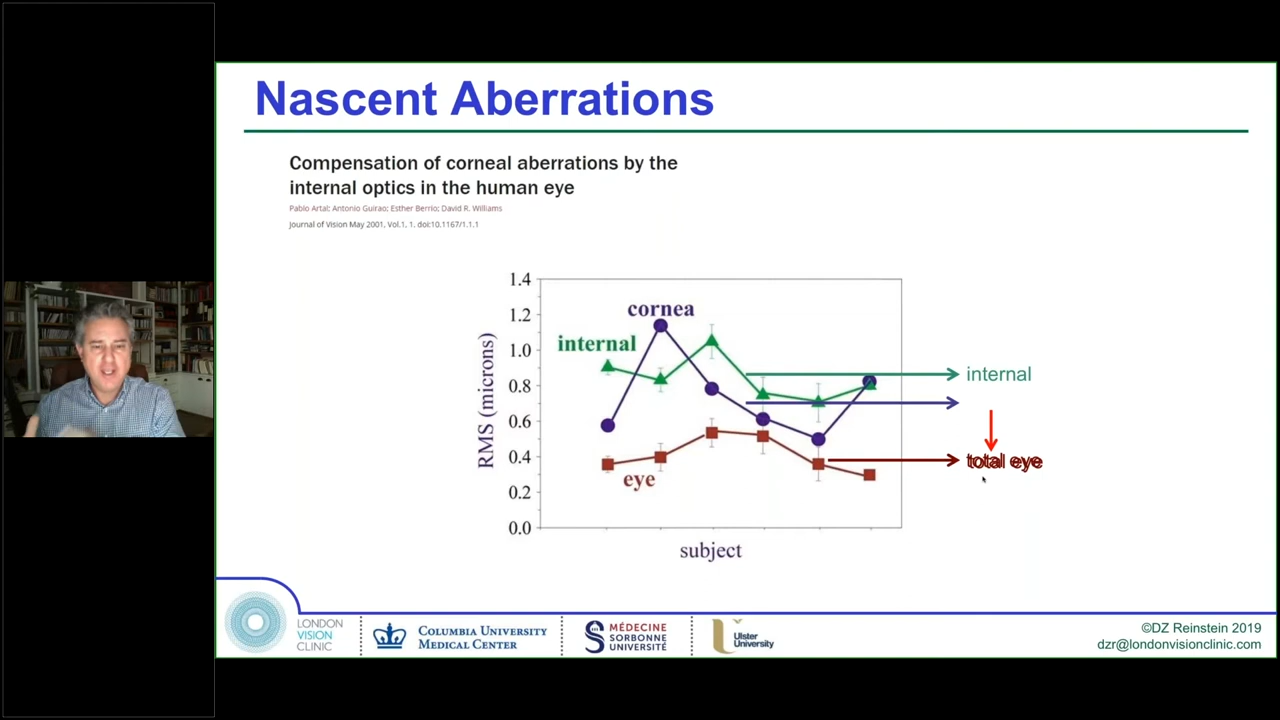 Nascent Aberrations
Compensation of corneal aberrations by the
internal optics in the human eye
Pablo Artal; Antonio Guirao; Esther Berrio; David R. Williams
Journal of Vision May 2001, Vol.1, 1. doi:10.1167/1.1.1
1.4
1.2
1.0
0.8
0.6
0.4
0.2
0.0
RMS (microns)
cornea
internal
eye
subject
internal
total eye
LONDON
VISION
CLINIC
COLUMBIA UNIVERSITY
MEDICAL CENTER
MÉDECINE
SORBONNE
UNIVERSITÉ
Ulster
University
©DZ Reinstein 2019
dzr@londonvisionclinic.com